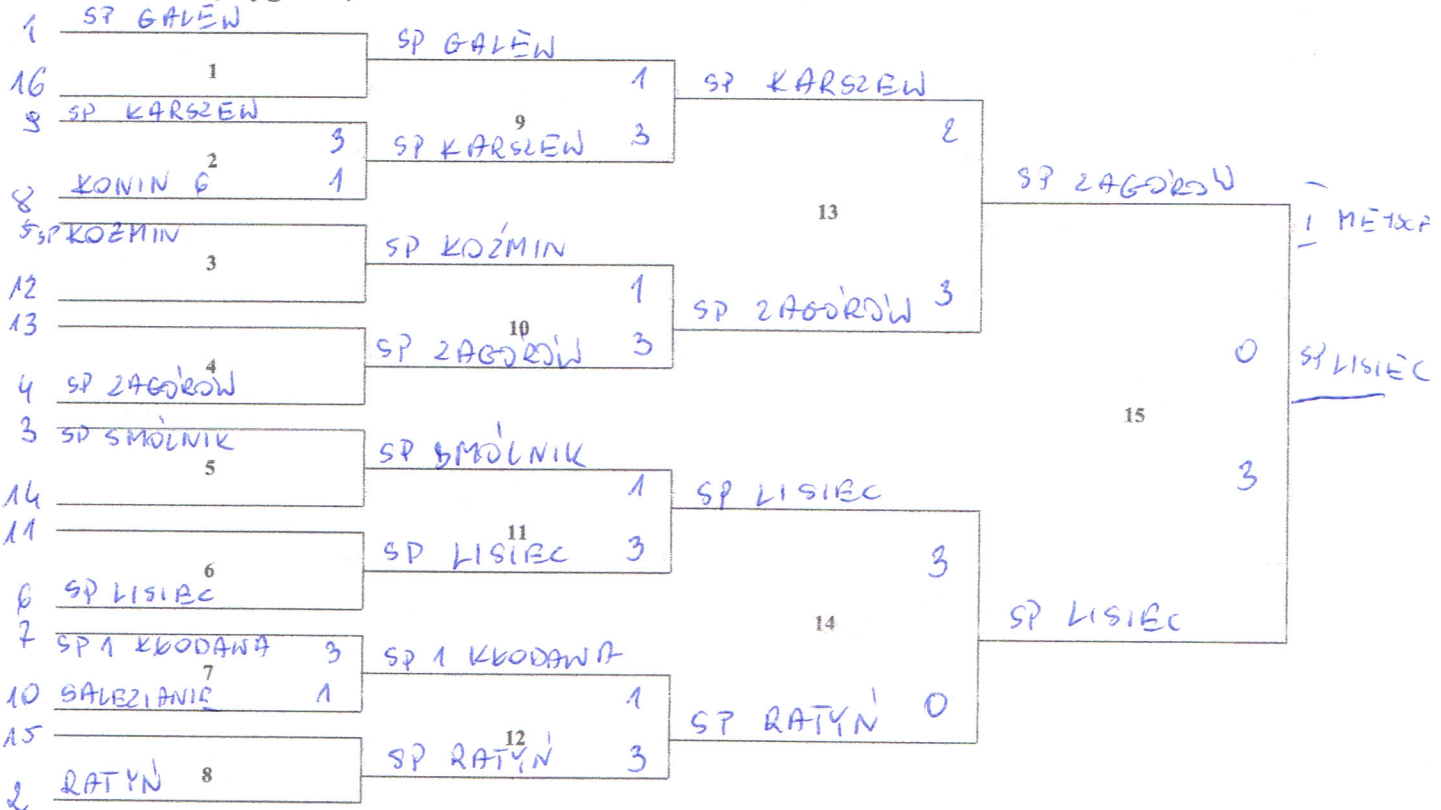 1 SP GALEW
SP GALEW
1
16
1
SP KARSZEW
9 SP KARSZEW
3
9
SP KARSZEW 3
2
2
8 KONIN 6 1
SP ZAGÓRÓW
I
13
5 SP KOŹMIN
SP KOŹMIN
3
12
1
SP ZAGÓRÓW 3
13
10
SP ZAGÓRÓW 3
4
4 SP ZAGÓRÓW
0 SP LISIEC
15
3 SP SMÓLNIK
SP SMÓLNIK
5
3
14
1
SP LISIEC
11
11
SP LISIEC 3
6
3
6 SP LISIEC
SP LISIEC
14
7 SP 1 KŁODAWA 3
SP 1 KŁODAWA
7
10 SALEZIANIE 1
1
SP RATYŃ 0
15
12
SP RATYŃ 3
2 RATYŃ 8